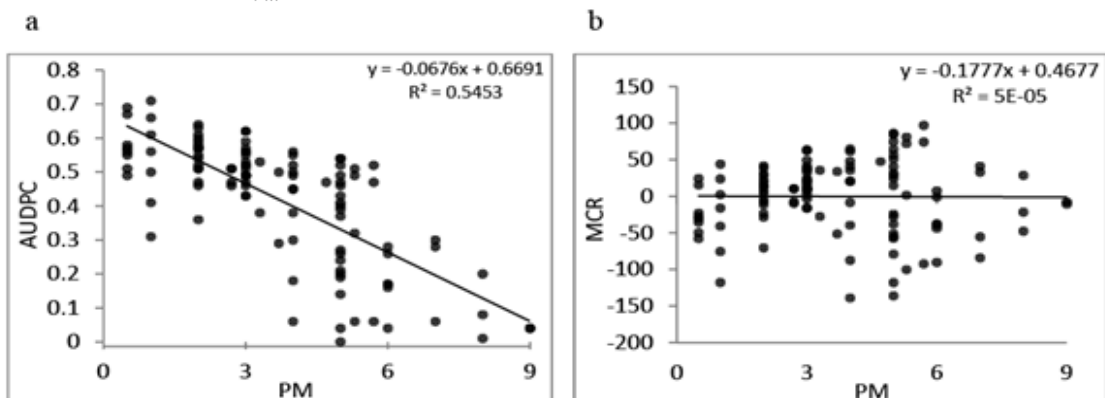 a
y = -0.0676x + 0.6691
R² = 0.5453
0.8
0.7
0.6
0.5
0.4
0.3
0.2
0.1
0
AUDPC
0 3 6 9
PM
b
y = -0.1777x + 0.4677
R² = 5E-05
150
100
50
0
-50
-100
-150
-200
MCR
0 3 6 9
PM